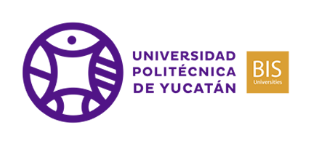 UNIVERSIDAD
POLITÉCNICA
DE YUCATÁN
BIS
Universities